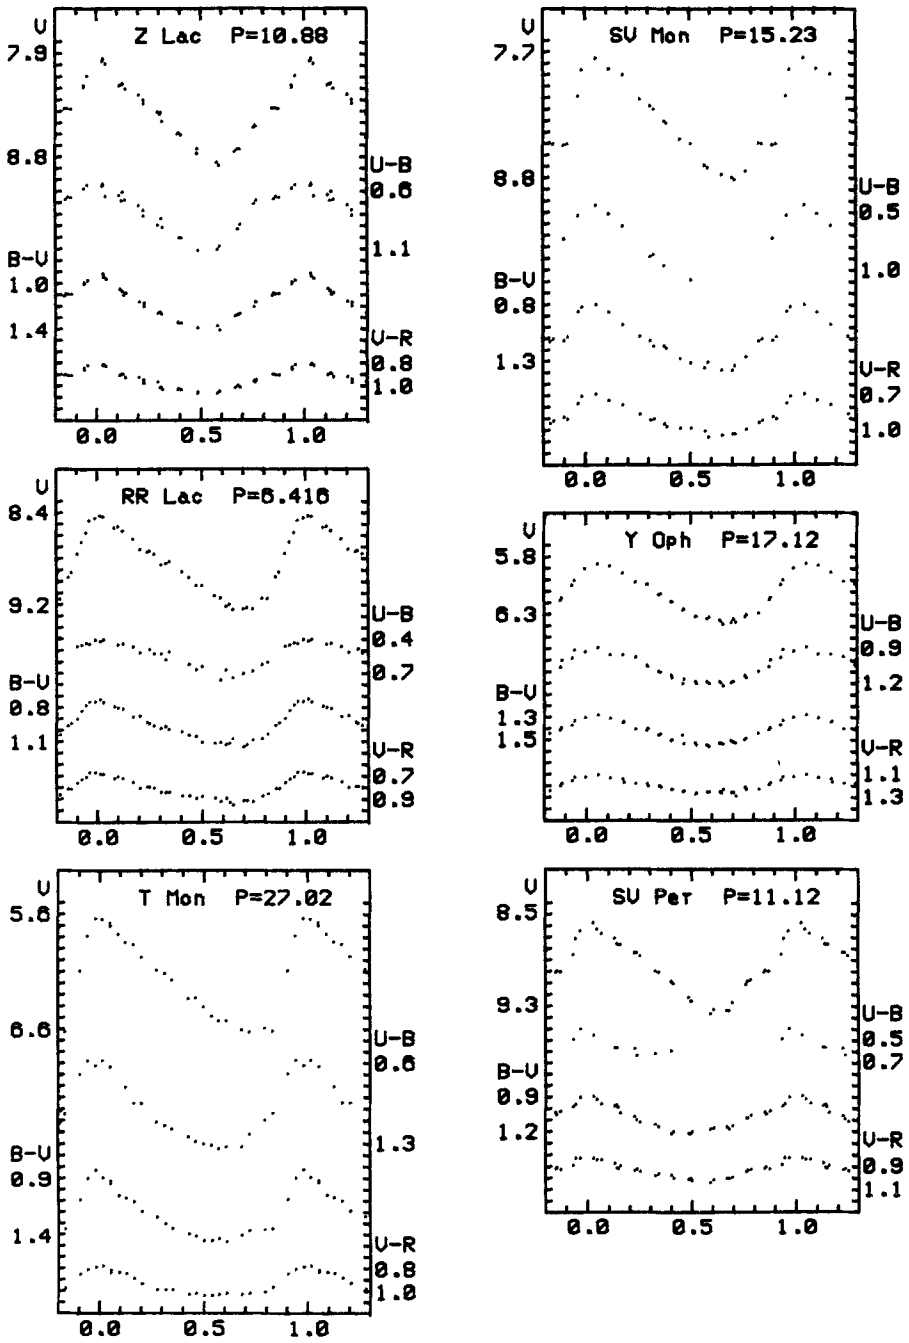 V
Z Lac P=10.88
7.9
8.8
U-B
0.6
1.1
B-V
1.0
1.4
V-R
0.8
1.0
0.0 0.5 1.0
V
RR Lac P=6.416
8.4
9.2
U-B
0.4
0.7
B-V
0.8
1.1
V-R
0.7
0.9
0.0 0.5 1.0
V
T Mon P=27.02
5.6
6.6
U-B
0.6
1.3
B-V
0.9
1.4
V-R
0.8
1.0
0.0 0.5 1.0
V
SV Mon P=15.23
7.7
8.8
U-B
0.5
1.0
B-V
0.8
1.3
V-R
0.7
1.0
0.0 0.5 1.0
V
Y Oph P=17.12
5.8
6.3
U-B
0.9
1.2
B-V
1.3
1.5
V-R
1.1
1.3
0.0 0.5 1.0
V
SV Per P=11.12
8.5
9.3
U-B
0.5
0.7
B-V
0.9
1.2
V-R
0.9
1.1
0.0 0.5 1.0